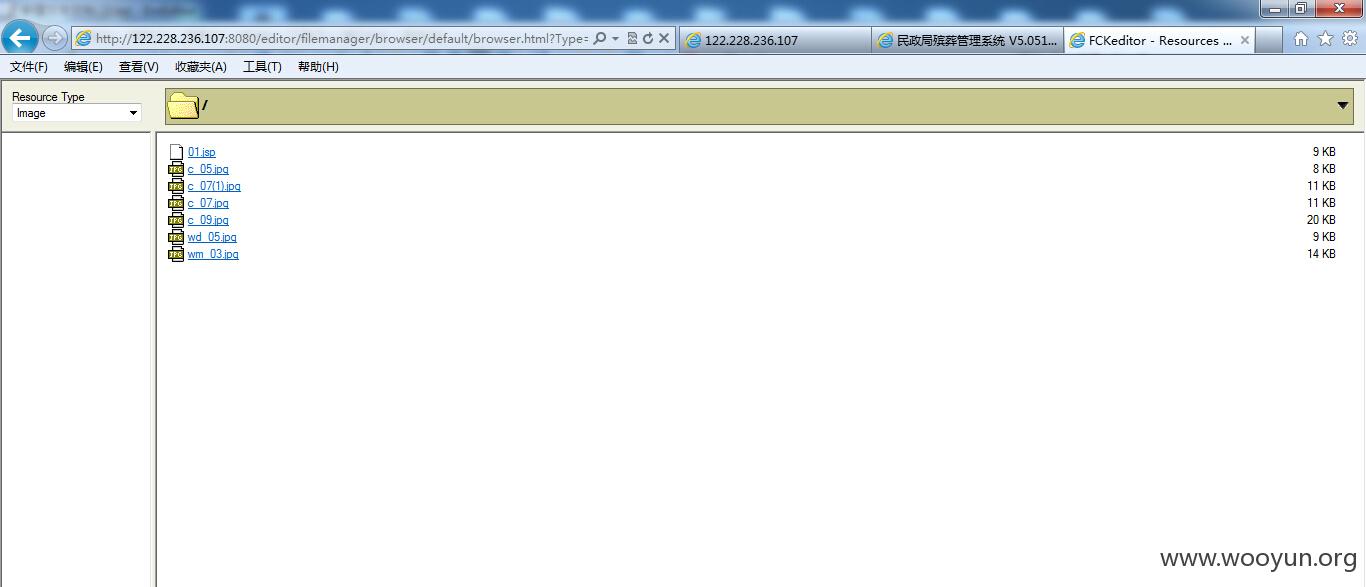 http://122.228.236.107:8080/editor/filemanager/browser/default/browser.html?Type=
122.228.236.107
民政局殡葬管理系统 V5.051...
FCKeditor - Resources ...
文件(F) 编辑(E) 查看(V) 收藏夹(A) 工具(T) 帮助(H)
Resource Type
Image
/
01.jsp 9 KB
c_05.jpg 8 KB
c_07(1).jpg 11 KB
c_07.jpg 11 KB
c_09.jpg 20 KB
wd_05.jpg 9 KB
wm_03.jpg 14 KB
www.wooyun.org